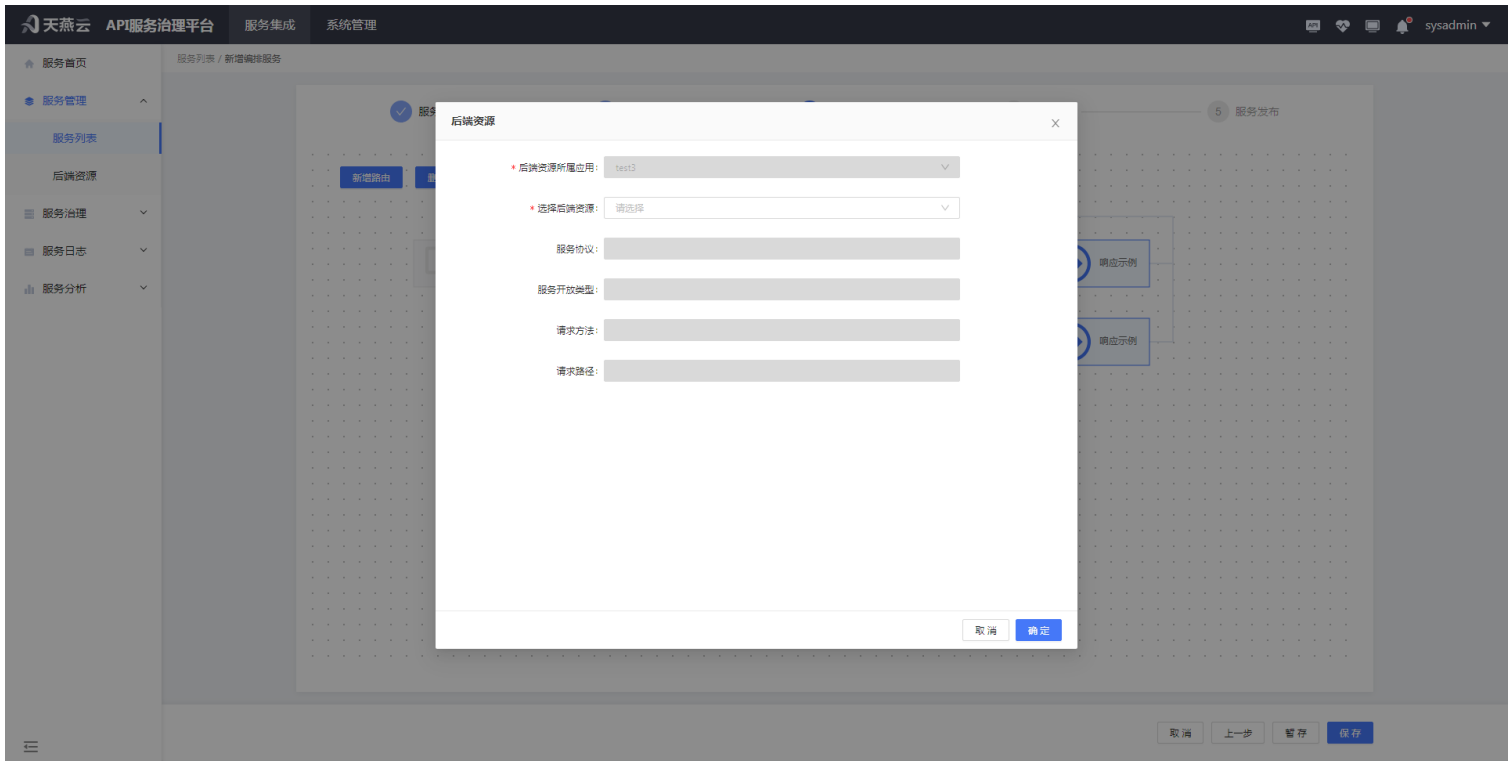 天燕云 API服务治理平台 服务集成 系统管理 API sysadmin
服务首页
服务列表 / 新增编排服务
服务管理
服务
5 服务发布
后端资源
服务列表
* 后端资源所属应用: test3
后端资源
新增路由
* 选择后端资源: 请选择
服务治理
服务协议:
服务日志
响应示例
服务分析
服务开放类型:
请求方法:
响应示例
请求路径:
取消 确定
取消 上一步 暂存 保存